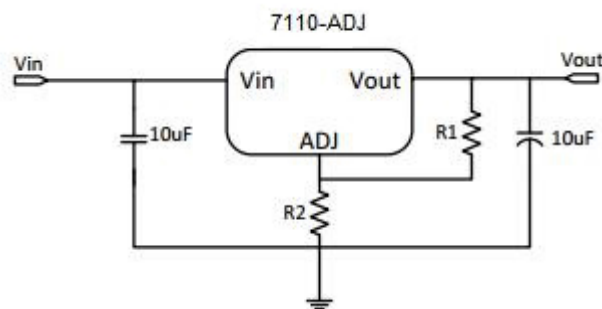 7110-ADJ
Vin
Vout
Vin
Vout
10uF
R1
10uF
ADJ
R2